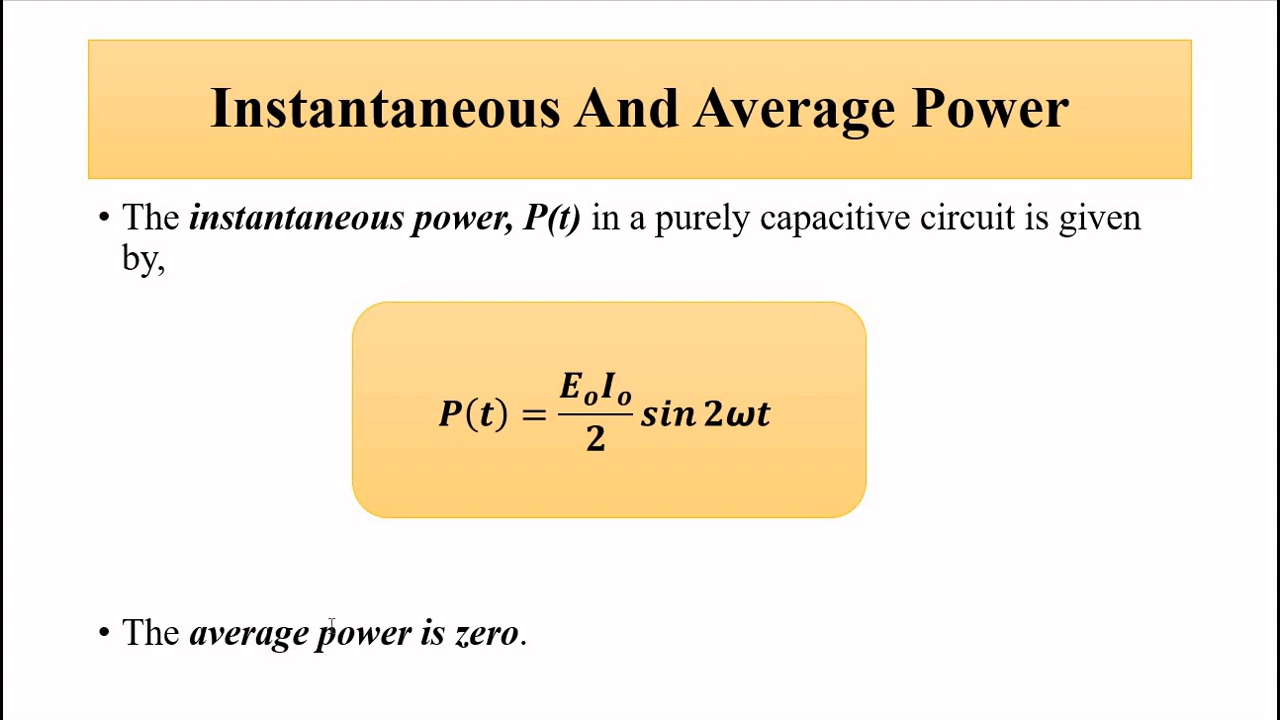 Instantaneous And Average Power
• The instantaneous power, P(t) in a purely capacitive circuit is given
by,
P(t) = EₒIₒ/2 sin 2ωt
• The average power is zero.